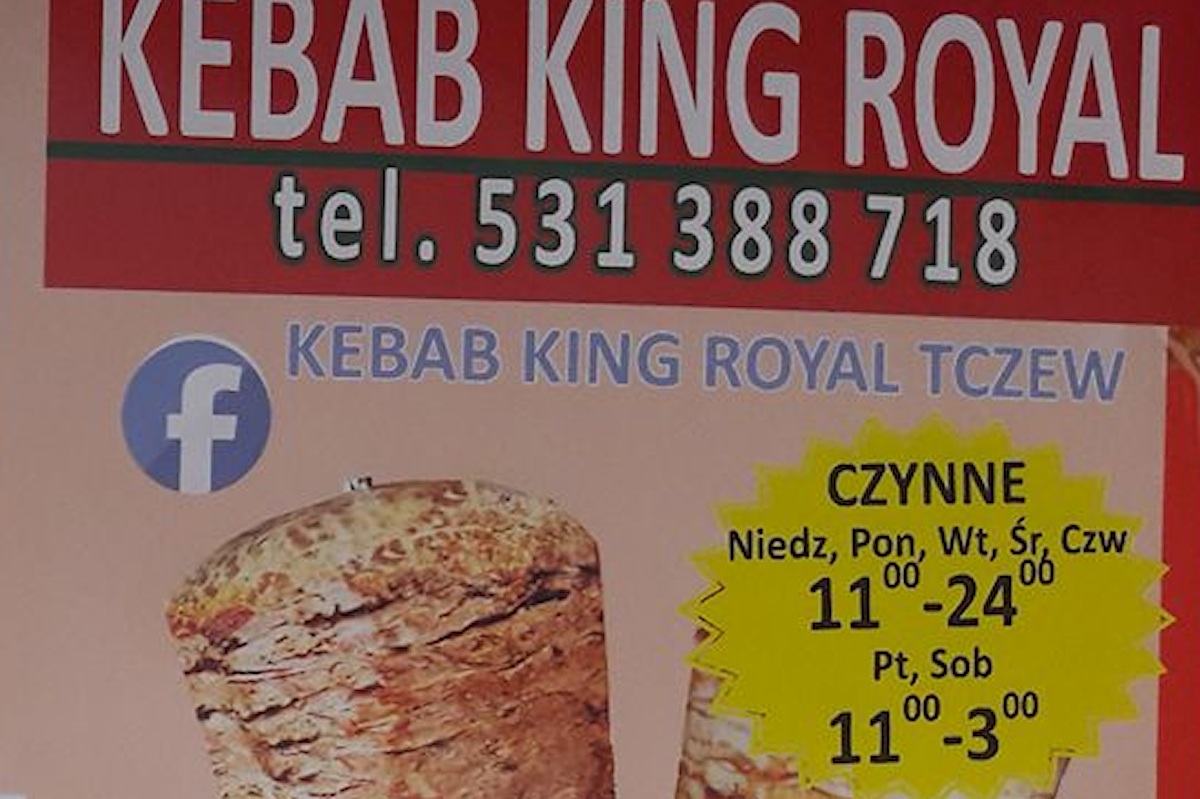 KEBAB KING ROYAL
tel. 531 388 718
f KEBAB KING ROYAL TCZEW
CZYNNE
Niedz, Pon, Wt, Śr, Czw
11⁰⁰-24⁰⁰
Pt, Sob
11⁰⁰-3⁰⁰